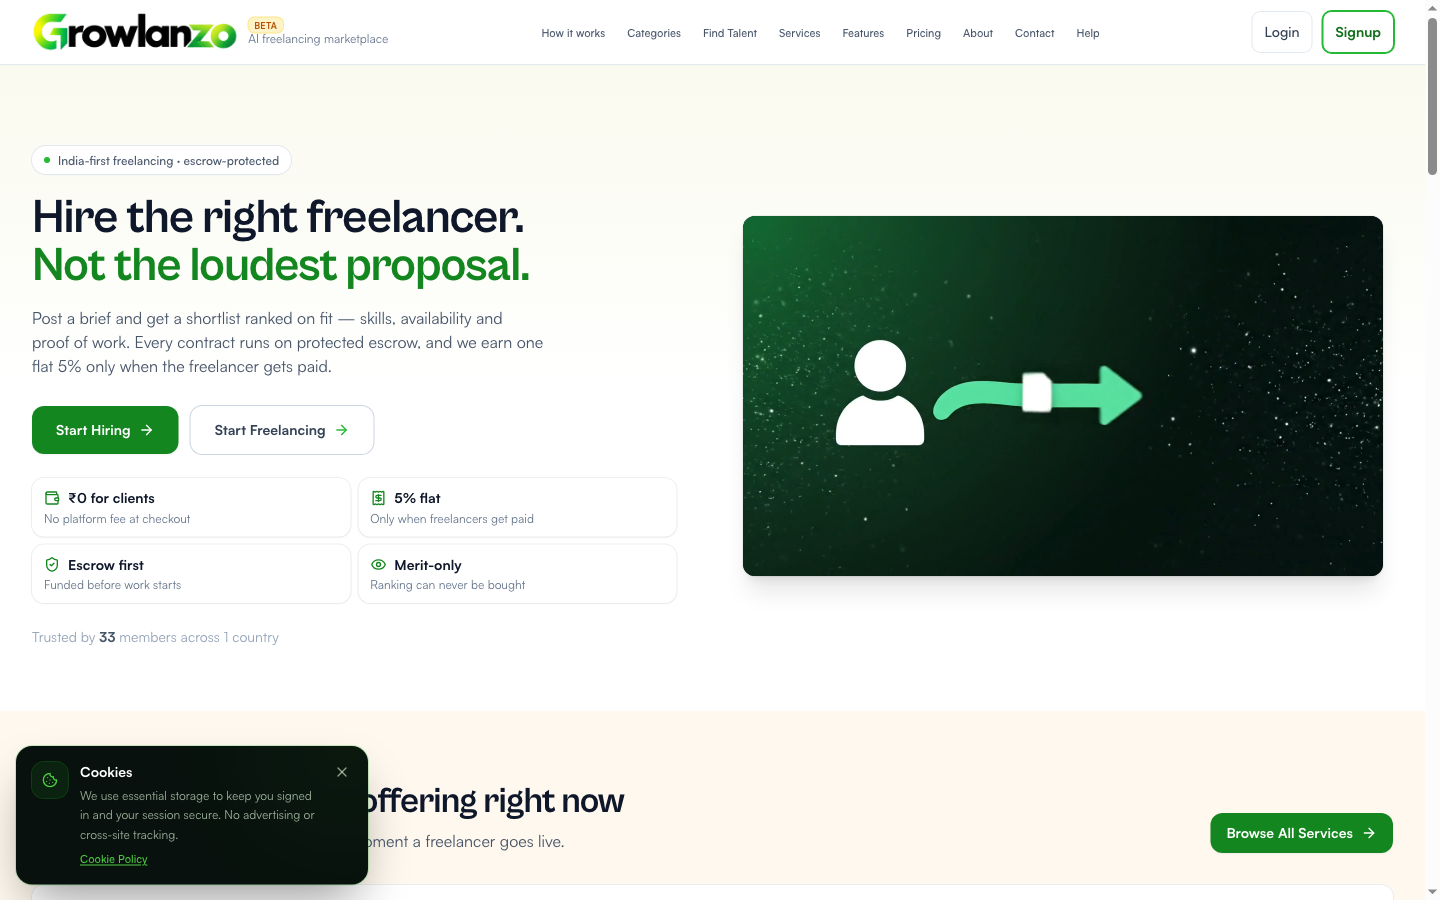 Growlanzo
BETA
AI freelancing marketplace
How it works
Categories
Find Talent
Services
Features
Pricing
About
Contact
Help
Login
Signup
India-first freelancing · escrow-protected
Hire the right freelancer.
Not the loudest proposal.
Post a brief and get a shortlist ranked on fit — skills, availability and
proof of work. Every contract runs on protected escrow, and we earn one
flat 5% only when the freelancer gets paid.
Start Hiring
Start Freelancing
₹0 for clients
No platform fee at checkout
5% flat
Only when freelancers get paid
Escrow first
Funded before work starts
Merit-only
Ranking can never be bought
Trusted by 33 members across 1 country
offering right now
freelancer goes live.
Browse All Services
Cookies
We use essential storage to keep you signed
in and your session secure. No advertising or
cross-site tracking.
Cookie Policy